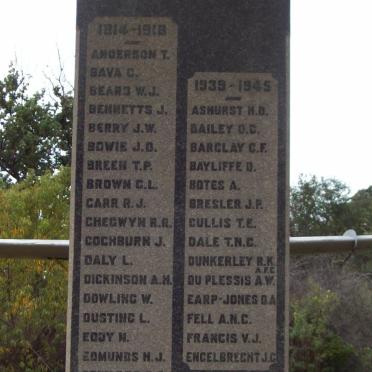 1914-1918
ANDERSON T.
BAVA C.
BEARD W.J.
BENNETTS J.
BERRY J.W.
BOWIE J.D.
BREEN T.P.
BROWN C.L.
CARR R.J.
CHEGWYN R.R.
COCHBURN J.
DALY L.
DICKINSON A.H.
DOWLING W.
DUSTING L.
EDDY N.
EDMUNDS H.J.
1939-1945
ASHURST H.D.
BAILEY D.C.
BARCLAY C.F.
BAYLIFFE D.
BOTES A.
BRESLER J.P.
CULLIS T.E.
DALE T.N.C.
DUNKERLEY R.K.
A.F.C.
DU PLESSIS A.W.
EARP-JONES D.A.
FELL A.N.C.
FRANCIS V.J.
ENGELBRECHT J.C.